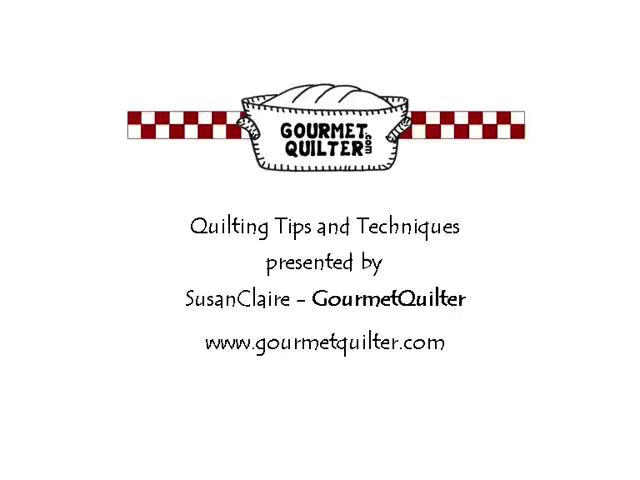 GOURMET
QUILTER.com
Quilting Tips and Techniques
presented by
SusanClaire - GourmetQuilter
www.gourmetquilter.com